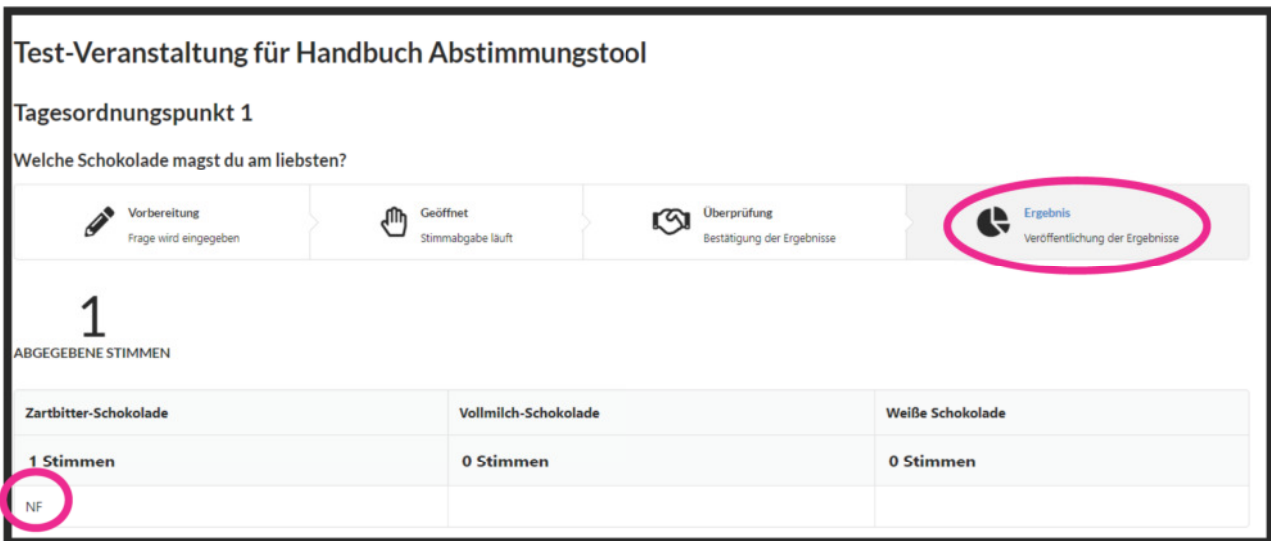 Test-Veranstaltung für Handbuch Abstimmungstool
Tagesordnungspunkt 1
Welche Schokolade magst du am liebsten?
Vorbereitung
Frage wird eingegeben
Geöffnet
Stimmabgabe läuft
Überprüfung
Bestätigung der Ergebnisse
Ergebnis
Veröffentlichung der Ergebnisse
1
ABGEGEBENE STIMMEN
Zartbitter-Schokolade Vollmilch-Schokolade Weiße Schokolade
1 Stimmen 0 Stimmen 0 Stimmen
NF